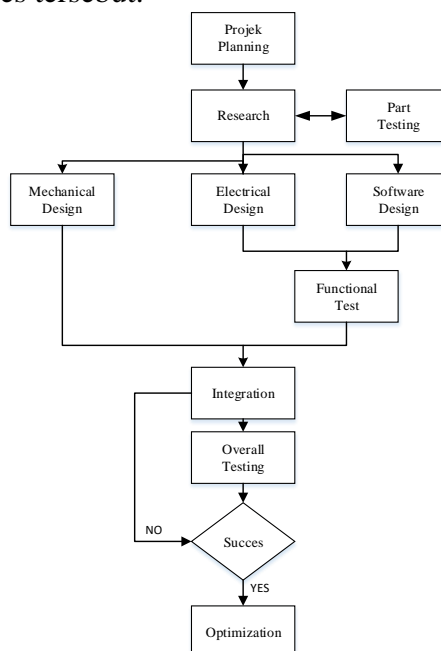 Projek
Planning
Research
Part
Testing
Mechanical
Design
Electrical
Design
Software
Design
Functional
Test
Integration
Overall
Testing
NO
Succes
YES
Optimization